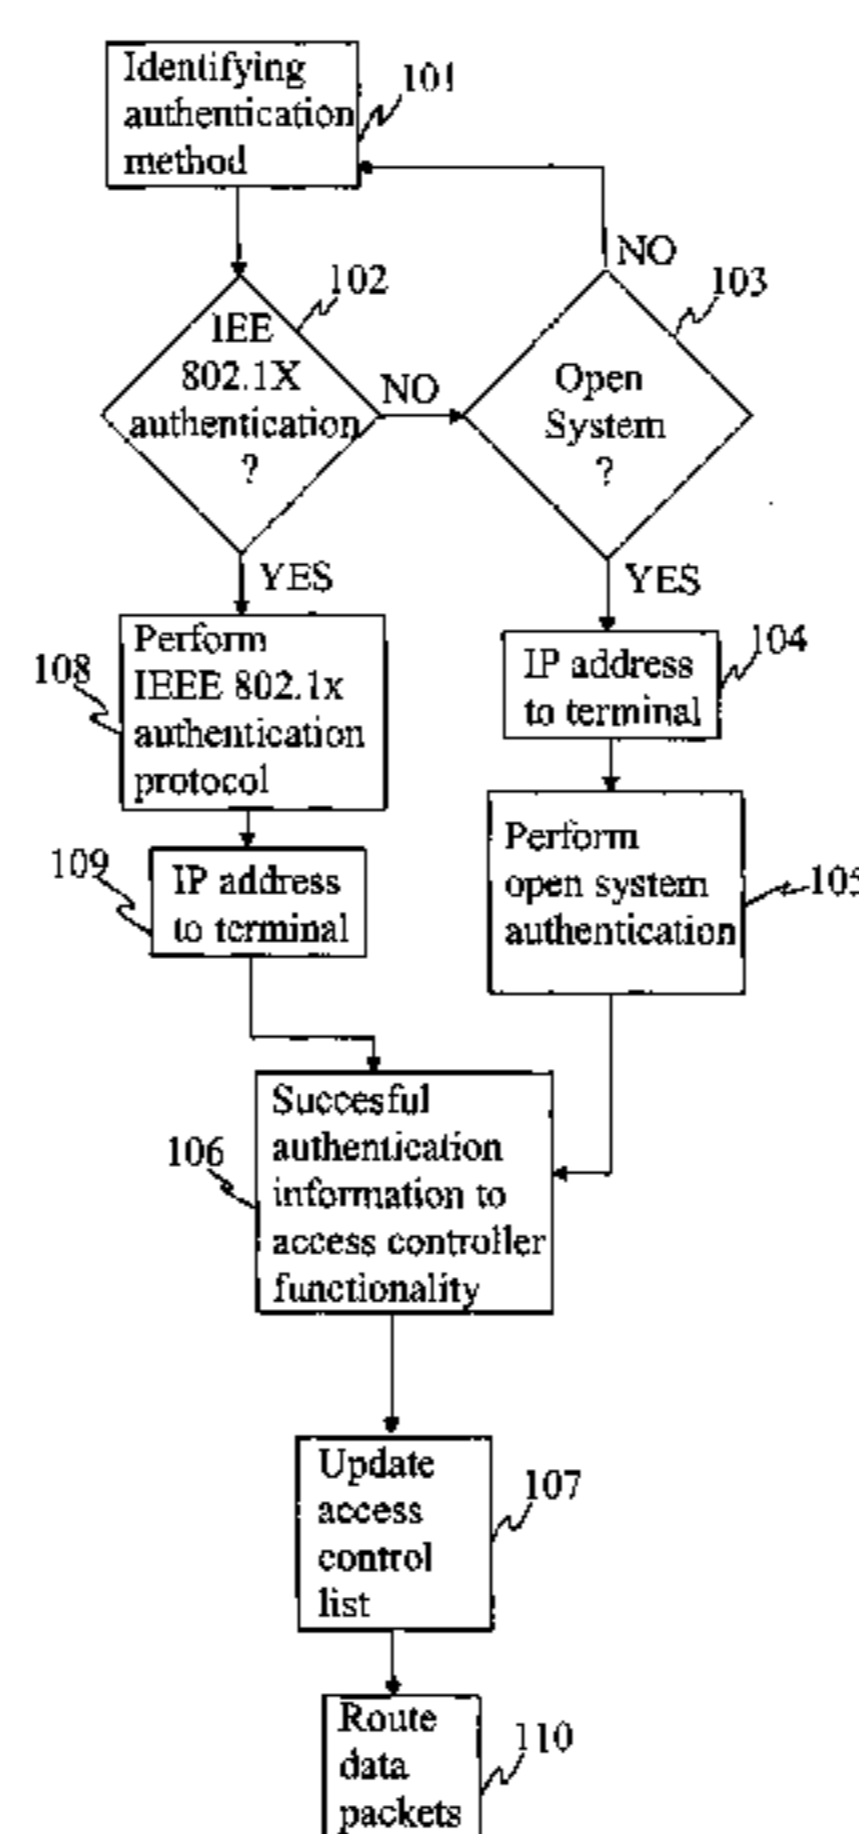 Identifying
authentication
method
101
IEE
802.1X
authentication
?
102
NO
Open
System
?
103
NO
YES
YES
Perform
IEEE 802.1x
authentication
protocol
108
IP address
to terminal
104
IP address
to terminal
109
Perform
open system
authentication
105
Succesful
authentication
information to
access controller
functionality
106
Update
access
control
list
107
Route
data
packets
110